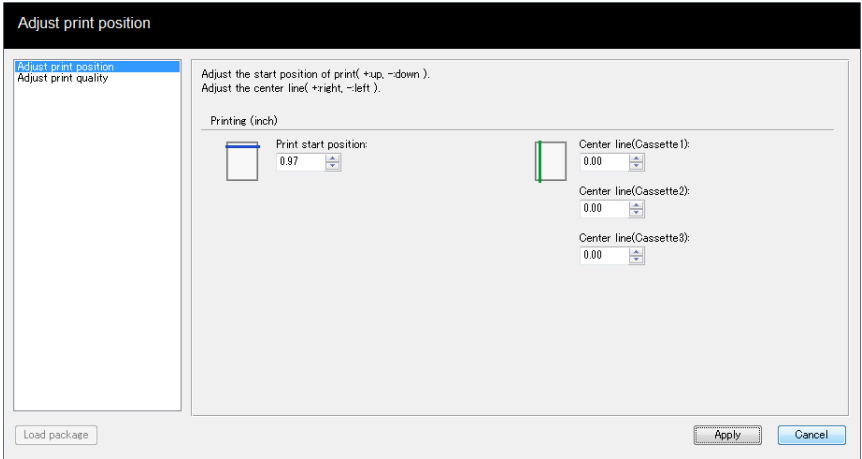 Adjust print position
Adjust print position
Adjust print quality
Adjust the start position of print( +:up, -:down ).
Adjust the center line( +:right, -:left ).
Printing (inch)
Print start position:
0.97
Center line(Cassette1):
0.00
Center line(Cassette2):
0.00
Center line(Cassette3):
0.00
Load package
Apply
Cancel